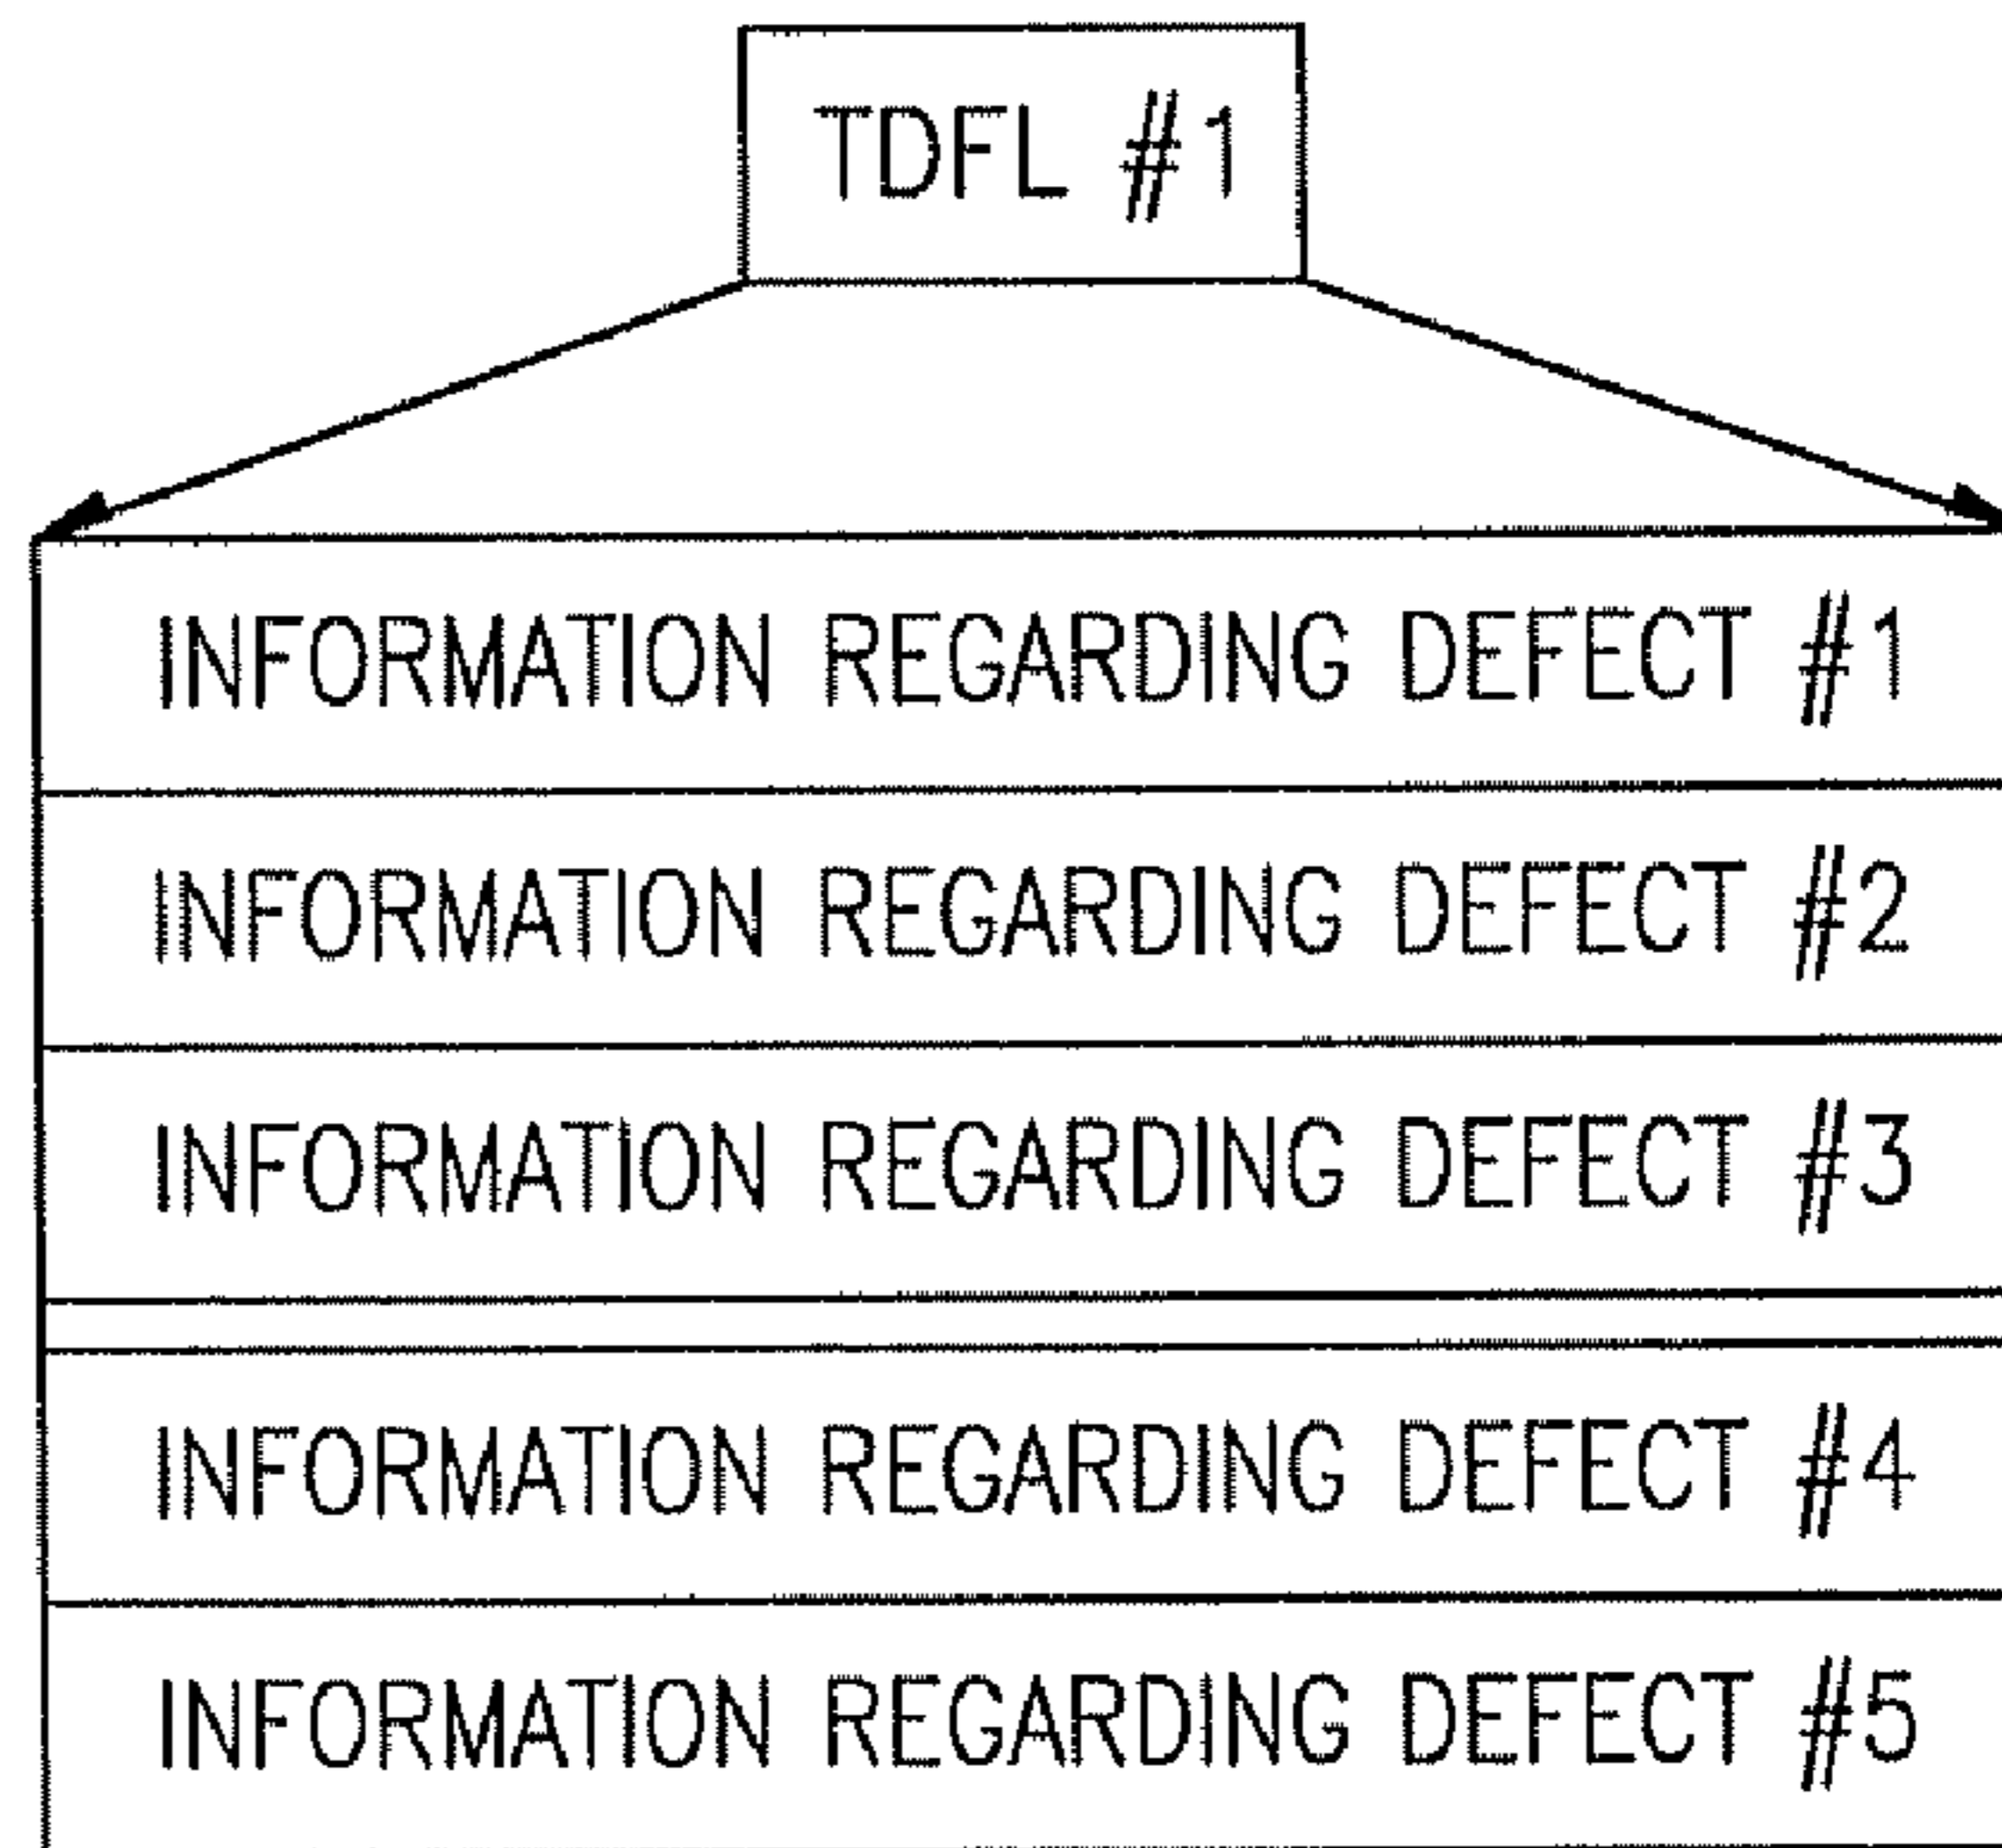 TDFL #1
INFORMATION REGARDING DEFECT #1
INFORMATION REGARDING DEFECT #2
INFORMATION REGARDING DEFECT #3
INFORMATION REGARDING DEFECT #4
INFORMATION REGARDING DEFECT #5